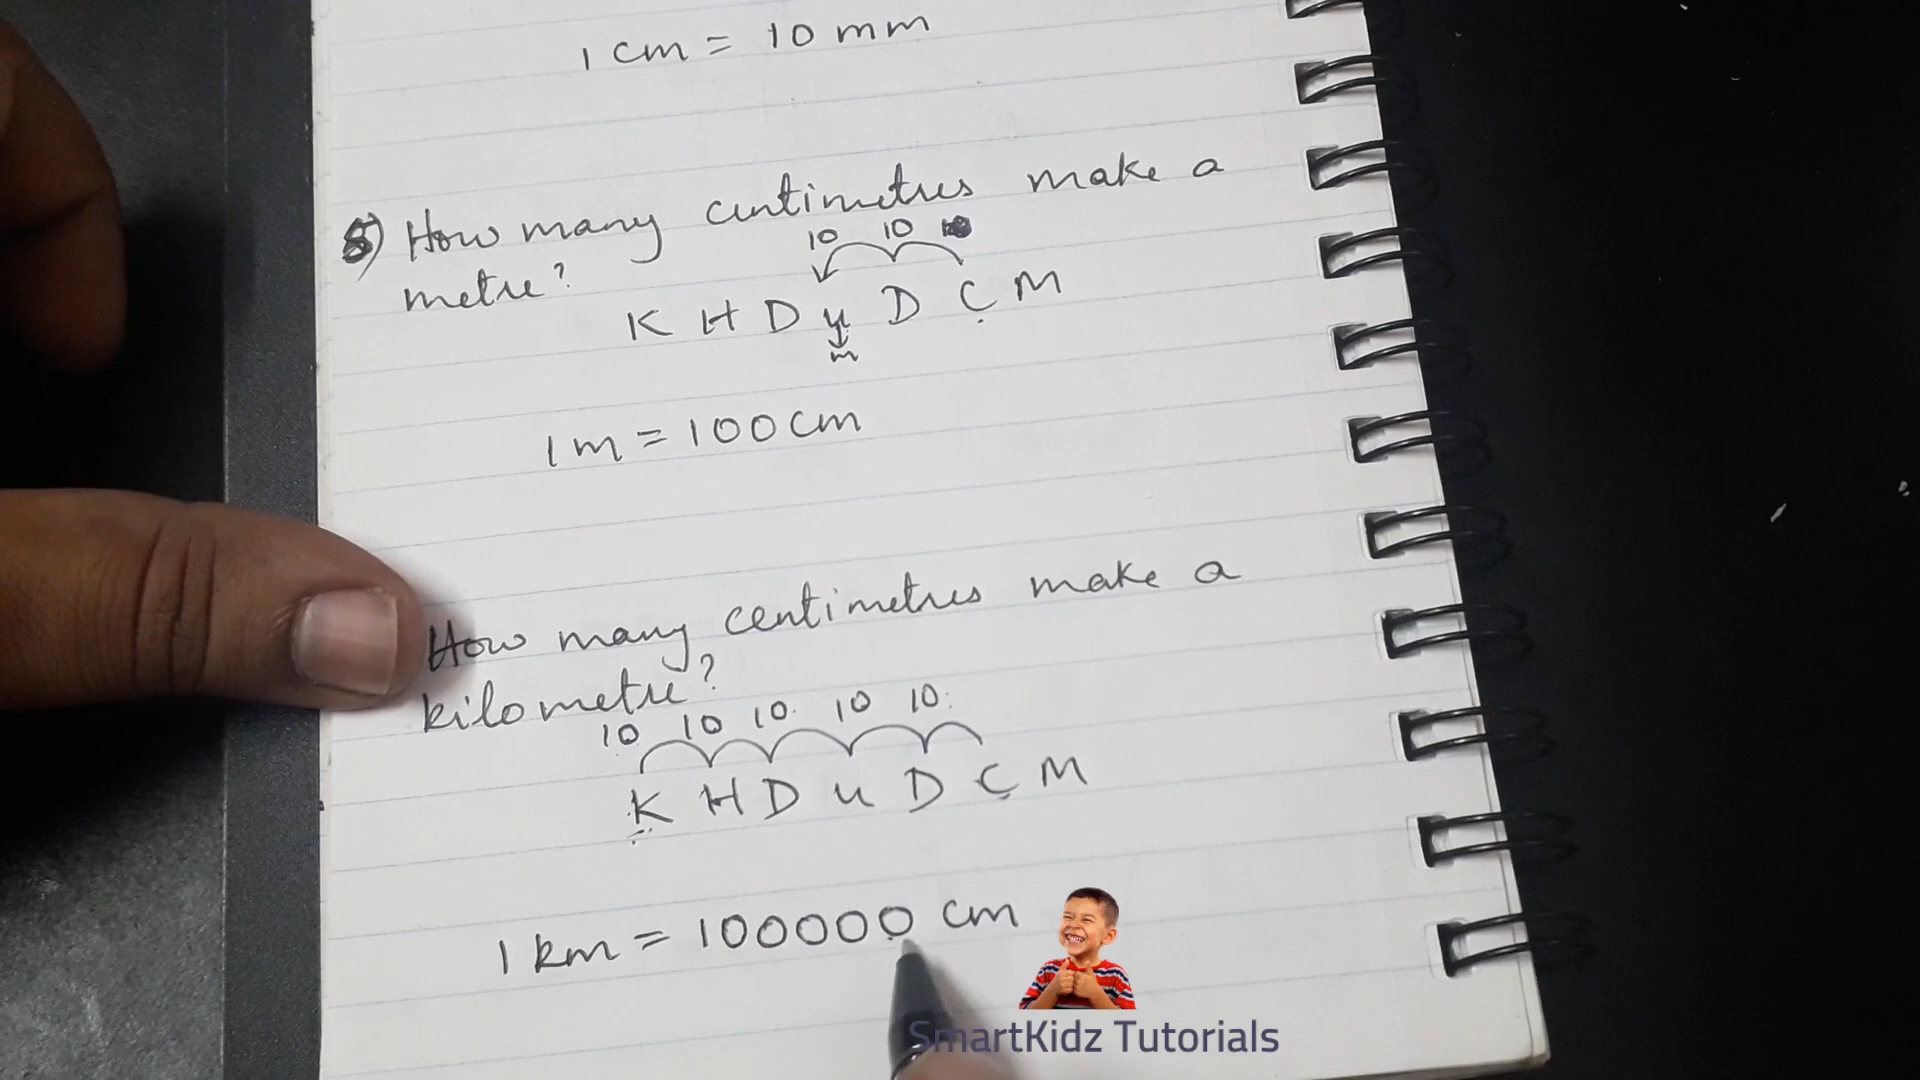 1 cm = 10 mm
5) How many centimetres make a
metre?
10 10
K H D U D C M
m
1 m = 100 cm
How many centimetres make a
kilometre?
10 10 10 10 10
K H D U D C M
1 km = 100000 cm
SmartKidz Tutorials